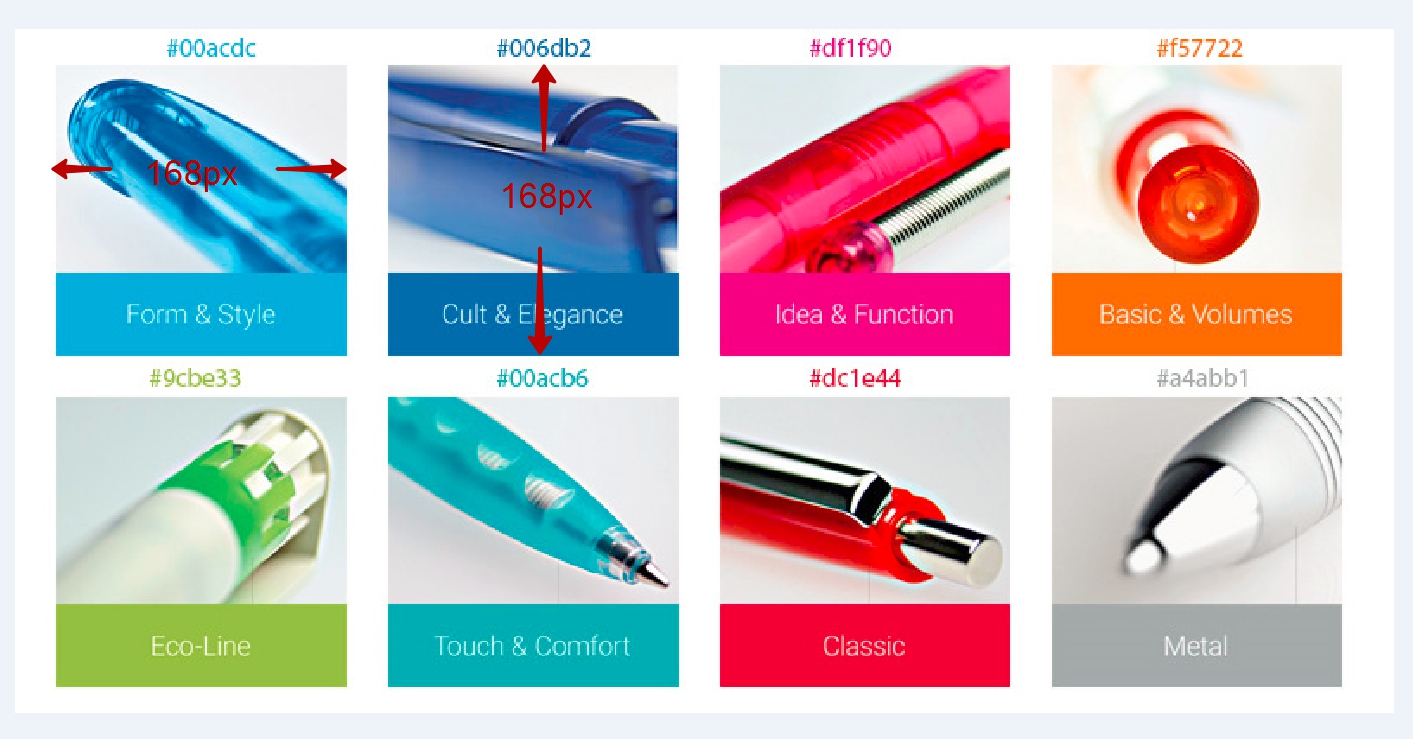 #00acdc
#006db2
#df1f90
#f57722
168px
168px
Form & Style
Cult & Elegance
Idea & Function
Basic & Volumes
#9cbe33
#00acb6
#dc1e44
#a4abb1
Eco-Line
Touch & Comfort
Classic
Metal